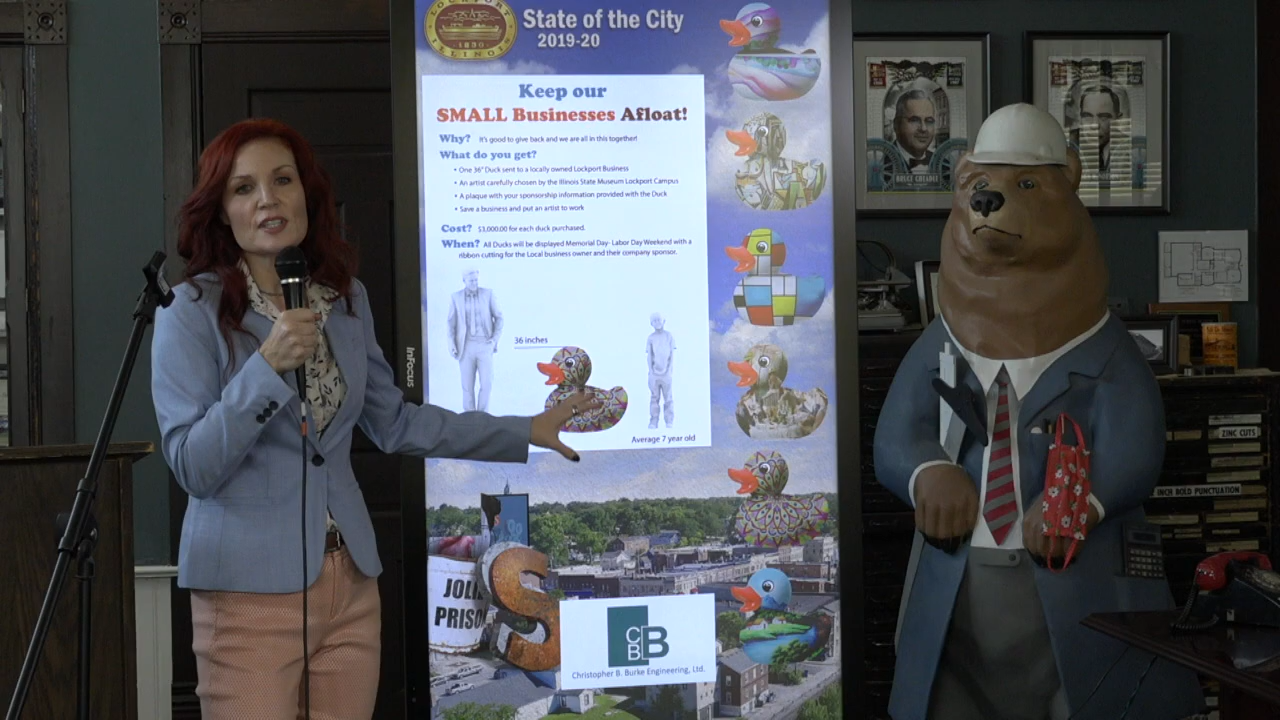 LOCKPORT
1830
ILLINOIS
State of the City
2019-20
Keep our
SMALL Businesses Afloat!
Why? It's good to give back and we are all in this together!
What do you get?
• One 36" Duck sent to a locally owned Lockport Business
• An artist carefully chosen by the Illinois State Museum Lockport Campus
• A plaque with your sponsorship information provided with the Duck
• Save a business and put an artist to work
Cost? $3,000.00 for each duck purchased.
When? All Ducks will be displayed Memorial Day- Labor Day Weekend with a
ribbon cutting for the Local business owner and their company sponsor.
36 inches
Average 7 year old
InFocus
JOLI
PRISO
S
CBB
Christopher B. Burke Engineering, Ltd.
ZINC CUTS
INCH BOLD PUNCTUATION